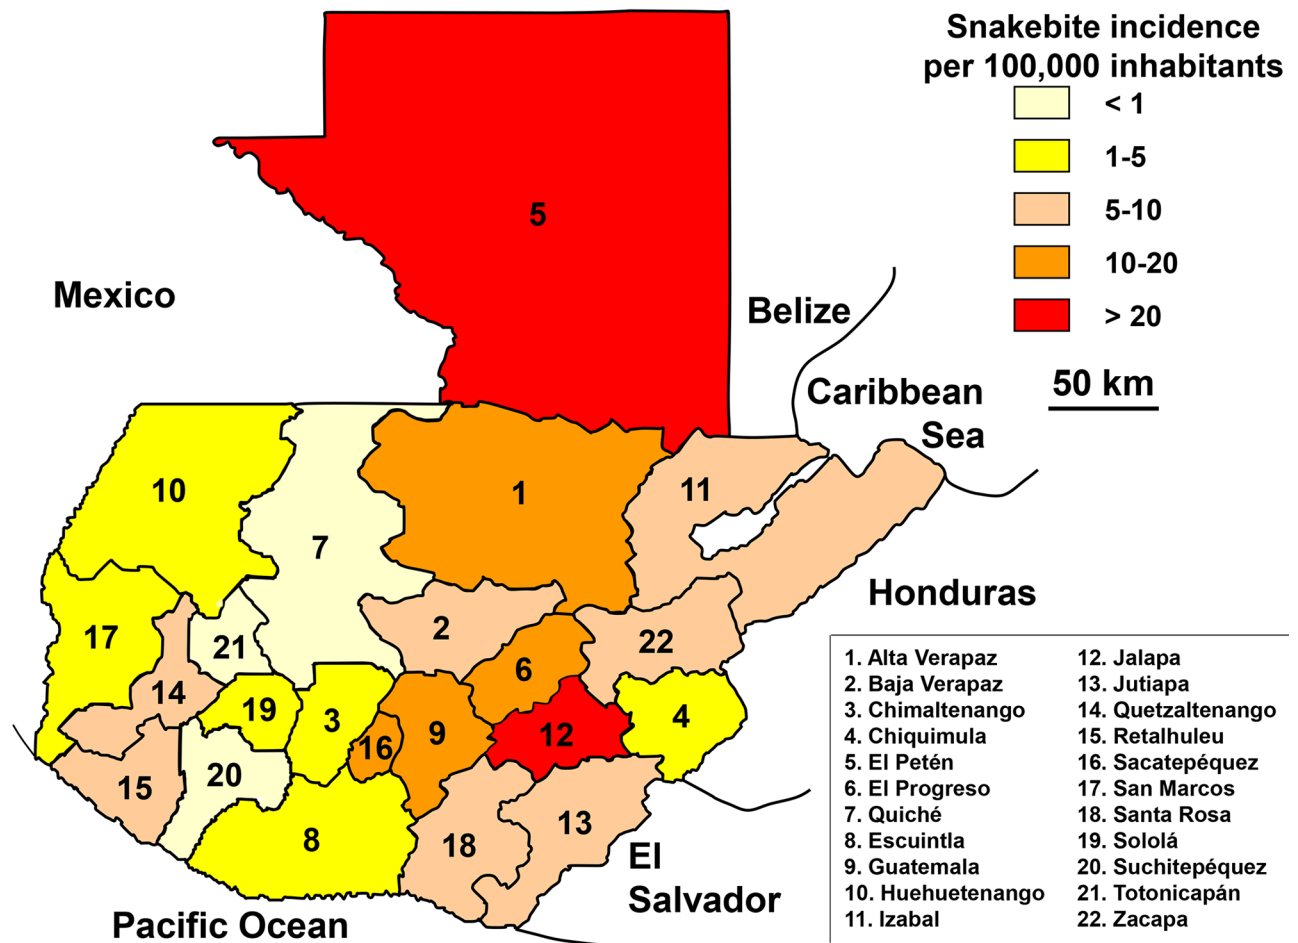 Snakebite incidence
per 100,000 inhabitants
< 1
1-5
5-10
10-20
> 20
50 km
Mexico
Belize
Caribbean
Sea
Honduras
El
Salvador
Pacific Ocean
5
10
7
1
11
17
21
14
2
22
6
19
3
16
9
12
4
15
20
8
18
13
1. Alta Verapaz
2. Baja Verapaz
3. Chimaltenango
4. Chiquimula
5. El Petén
6. El Progreso
7. Quiché
8. Escuintla
9. Guatemala
10. Huehuetenango
11. Izabal
12. Jalapa
13. Jutiapa
14. Quetzaltenango
15. Retalhuleu
16. Sacatepéquez
17. San Marcos
18. Santa Rosa
19. Sololá
20. Suchitepéquez
21. Totonicapán
22. Zacapa